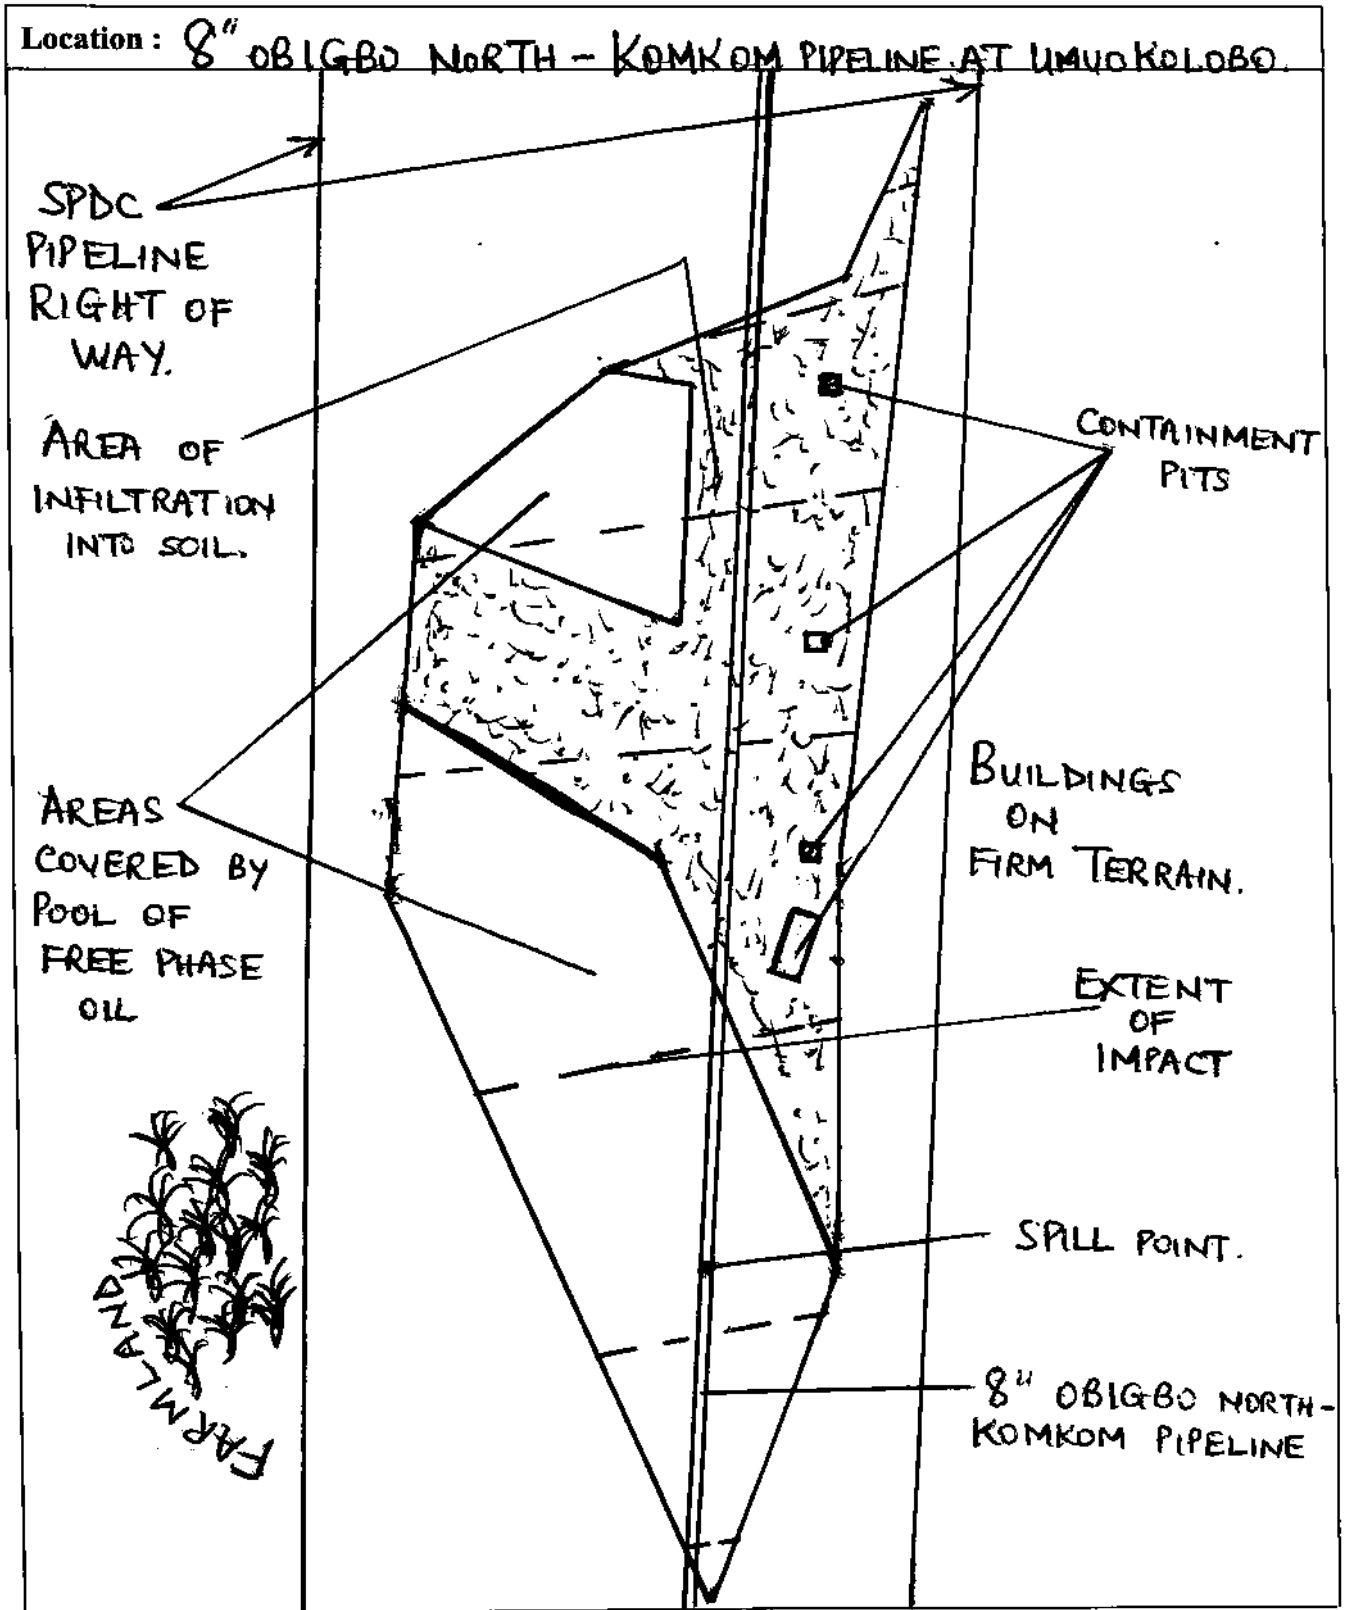 Location : 8" OBIGBO NORTH - KOMKOM PIPELINE AT UMUOKOLOBO.
SPDC
PIPELINE
RIGHT OF
WAY.
AREA OF
INFILTRATION
INTO SOIL.
CONTAINMENT
PITS
AREAS
COVERED BY
POOL OF
FREE PHASE
OIL
BUILDINGS
ON
FIRM TERRAIN.
EXTENT
OF
IMPACT
SPILL POINT.
FARMLAND
8" OBIGBO NORTH-
KOMKOM PIPELINE